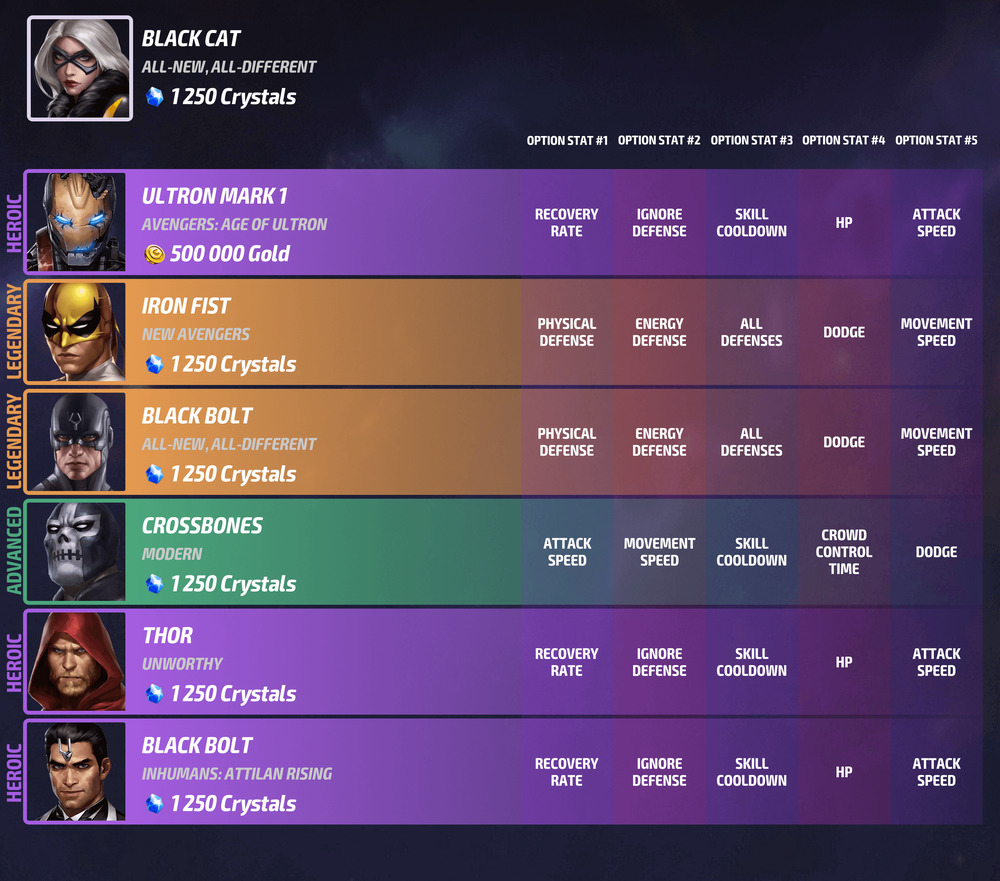 BLACK CAT
ALL-NEW, ALL-DIFFERENT
1 250 Crystals
OPTION STAT #1 OPTION STAT #2 OPTION STAT #3 OPTION STAT #4 OPTION STAT #5
HEROIC
ULTRON MARK 1
AVENGERS: AGE OF ULTRON
500 000 Gold
RECOVERY
RATE
IGNORE
DEFENSE
SKILL
COOLDOWN
HP
ATTACK
SPEED
LEGENDARY
IRON FIST
NEW AVENGERS
1 250 Crystals
PHYSICAL
DEFENSE
ENERGY
DEFENSE
ALL
DEFENSES
DODGE
MOVEMENT
SPEED
LEGENDARY
BLACK BOLT
ALL-NEW, ALL-DIFFERENT
1 250 Crystals
PHYSICAL
DEFENSE
ENERGY
DEFENSE
ALL
DEFENSES
DODGE
MOVEMENT
SPEED
ADVANCED
CROSSBONES
MODERN
1 250 Crystals
ATTACK
SPEED
MOVEMENT
SPEED
SKILL
COOLDOWN
CROWD
CONTROL
TIME
DODGE
HEROIC
THOR
UNWORTHY
1 250 Crystals
RECOVERY
RATE
IGNORE
DEFENSE
SKILL
COOLDOWN
HP
ATTACK
SPEED
HEROIC
BLACK BOLT
INHUMANS: ATTILAN RISING
1 250 Crystals
RECOVERY
RATE
IGNORE
DEFENSE
SKILL
COOLDOWN
HP
ATTACK
SPEED